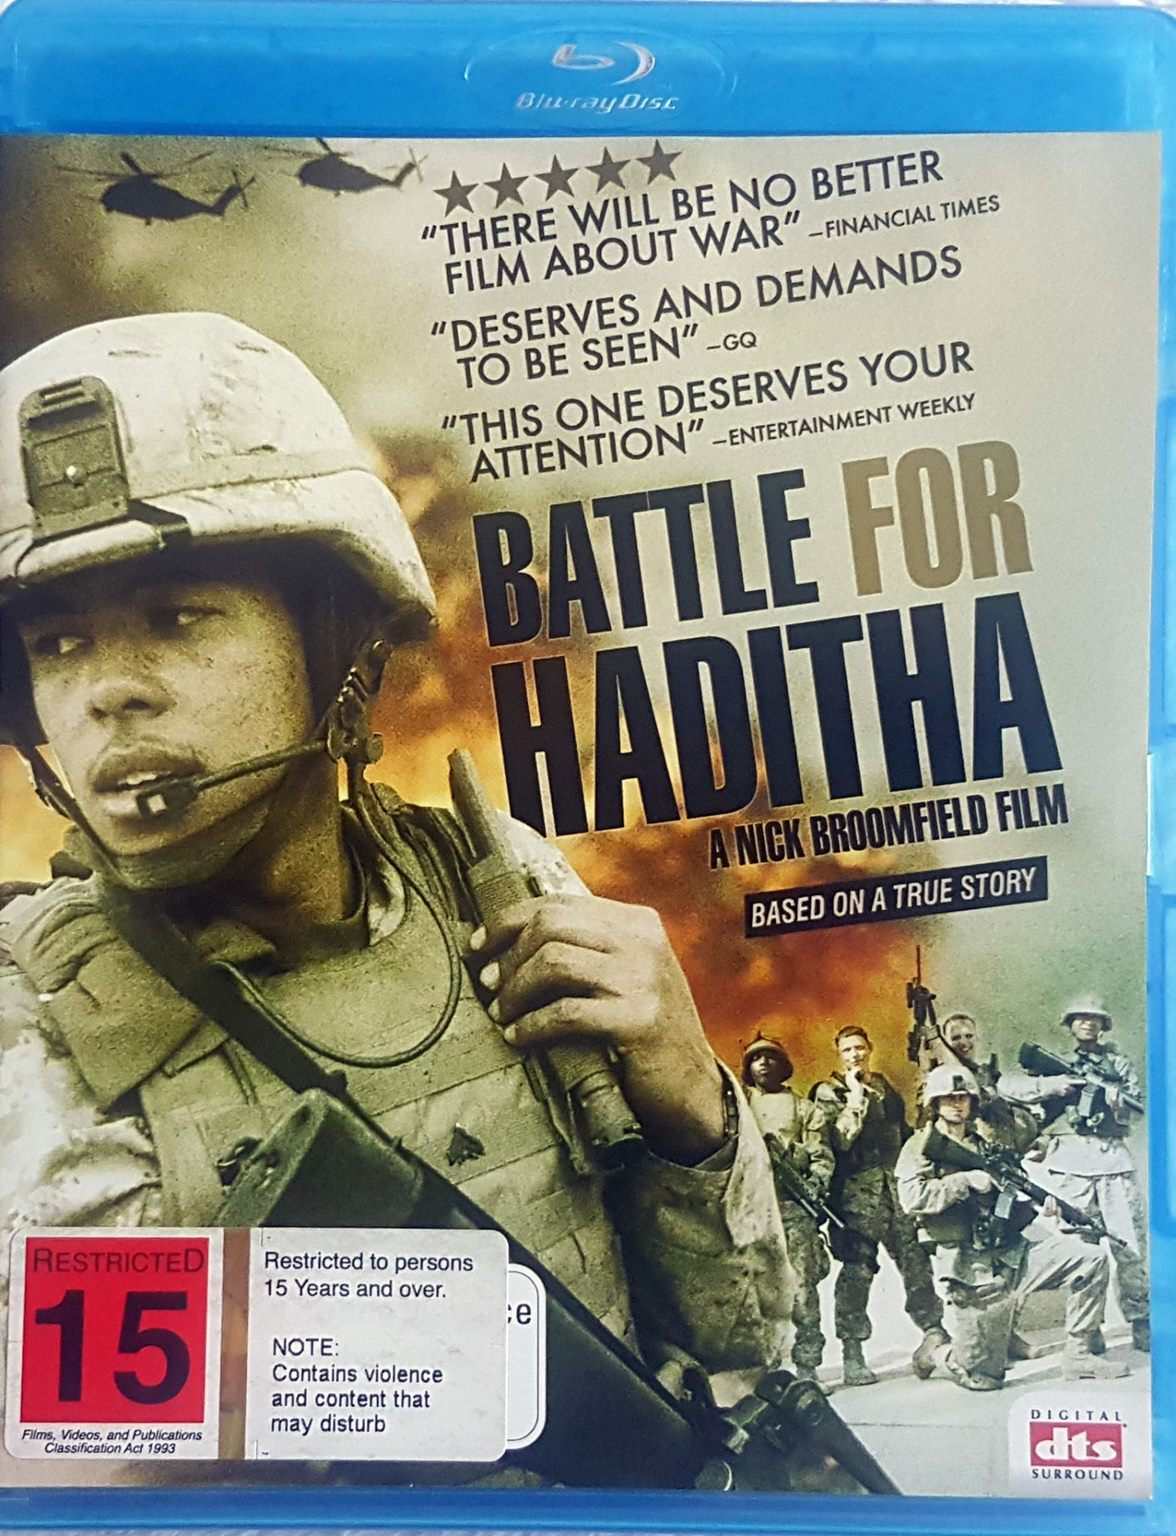 Blu-ray Disc
"THERE WILL BE NO BETTER
FILM ABOUT WAR" –FINANCIAL TIMES
"DESERVES AND DEMANDS
TO BE SEEN" –GQ
"THIS ONE DESERVES YOUR
ATTENTION" –ENTERTAINMENT WEEKLY
BATTLE FOR
HADITHA
A NICK BROOMFIELD FILM
BASED ON A TRUE STORY
RESTRICTED
15
Films, Videos, and Publications
Classification Act 1993
Restricted to persons
15 Years and over.
NOTE:
Contains violence
and content that
may disturb
DIGITAL
dts
SURROUND